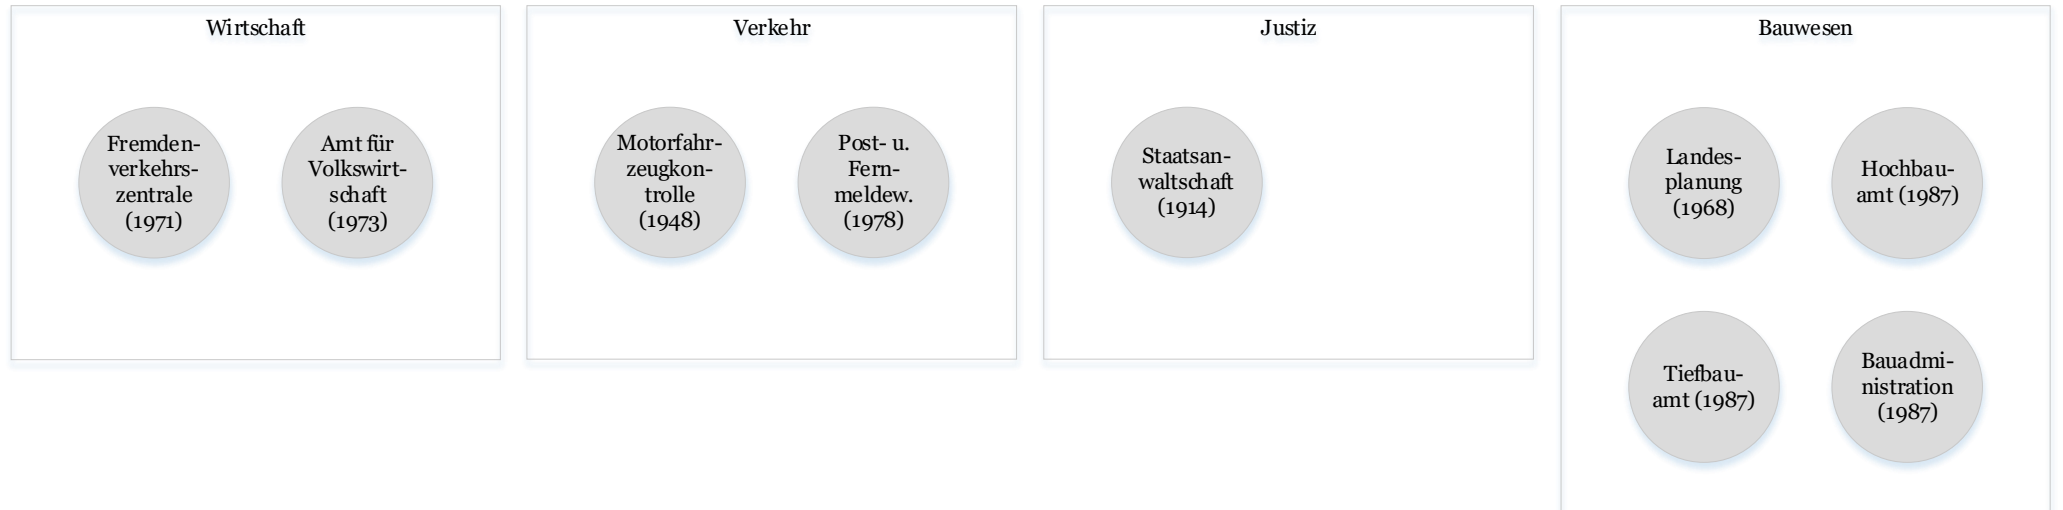 Wirtschaft
Fremden-
verkehrs-
zentrale
(1971)
Amt für
Volkswirt-
schaft
(1973)
Verkehr
Motorfahr-
zeugkon-
trolle
(1948)
Post- u.
Fern-
meldew.
(1978)
Justiz
Staatsan-
waltschaft
(1914)
Bauwesen
Landes-
planung
(1968)
Hochbau-
amt (1987)
Tiefbau-
amt (1987)
Bauadmi-
nistration
(1987)